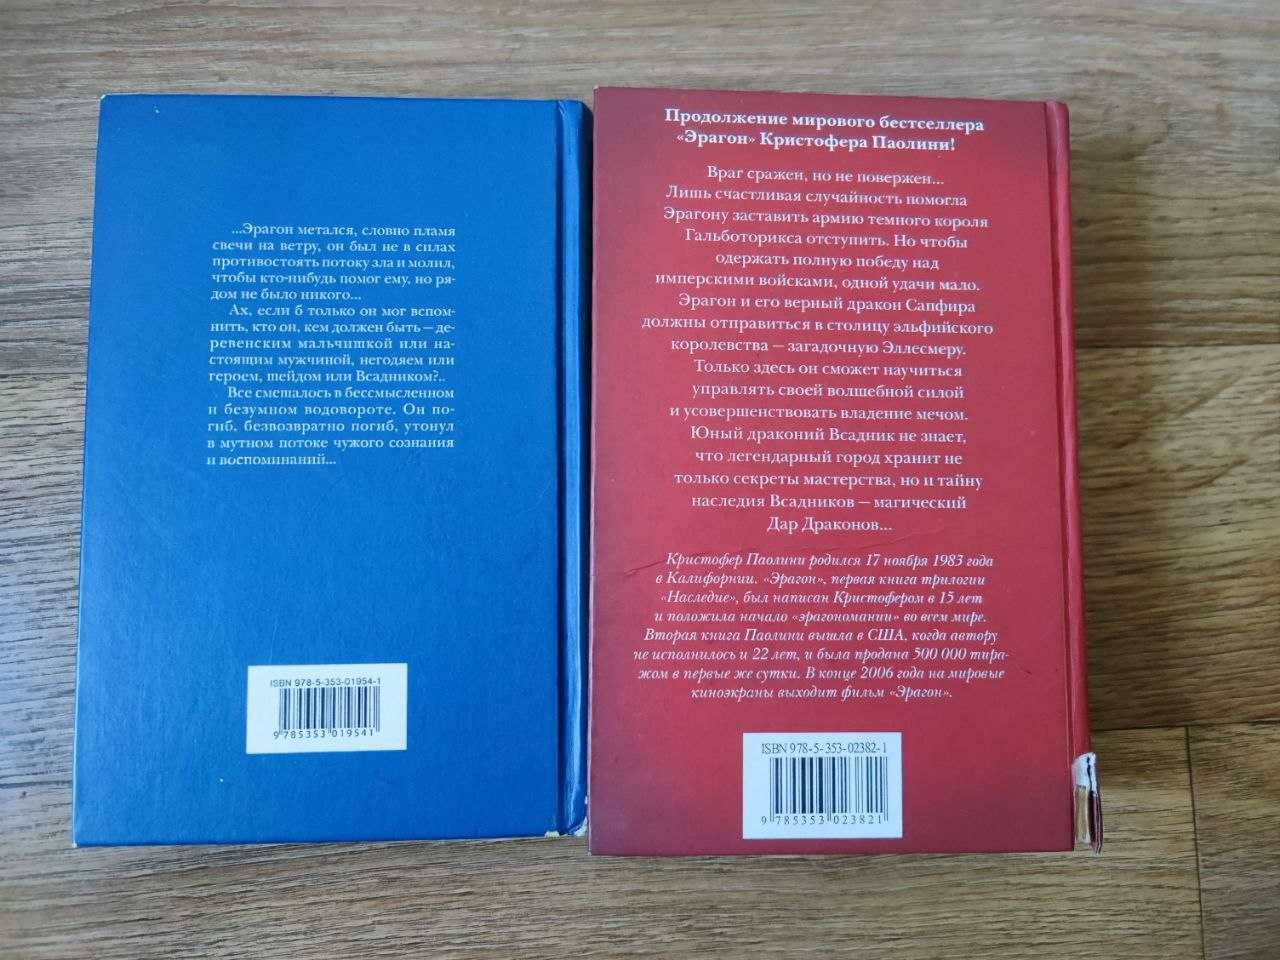 ...Эрагон метался, словно пламя
свечи на ветру, он был не в силах
противостоять потоку зла и молил,
чтобы кто-нибудь помог ему, но ря-
дом не было никого...
Ах, если б только он мог вспом-
нить, кто он, кем должен быть — де-
ревенским мальчишкой или на-
стоящим мужчиной, негодяем или
героем, шейдом или Всадником?..
Все смешалось в бессмысленном
и безумном водовороте. Он по-
гиб, безвозвратно погиб, утонул
в мутном потоке чужого сознания
и воспоминаний...
ISBN 978-5-353-01954-1
9 785353 019541
Продолжение мирового бестселлера
«Эрагон» Кристофера Паолини!
Враг сражен, но не повержен...
Лишь счастливая случайность помогла
Эрагону заставить армию темного короля
Гальботорикса отступить. Но чтобы
одержать полную победу над
имперскими войсками, одной удачи мало.
Эрагон и его верный дракон Сапфира
должны отправиться в столицу эльфийского
королевства — загадочную Эллесмеру.
Только здесь он сможет научиться
управлять своей волшебной силой
и усовершенствовать владение мечом.
Юный драконий Всадник не знает,
что легендарный город хранит не
только секреты мастерства, но и тайну
наследия Всадников — магический
Дар Драконов...
Кристофер Паолини родился 17 ноября 1983 года
в Калифорнии. «Эрагон», первая книга трилогии
«Наследие», был написан Кристофером в 15 лет
и положила начало «эрагономании» во всем мире.
Вторая книга Паолини вышла в США, когда автору
не исполнилось и 22 лет, и была продана 500 000 тира-
жом в первые же сутки. В конце 2006 года на мировые
киноэкраны выходит фильм «Эрагон».
ISBN 978-5-353-02382-1
9 785353 023821